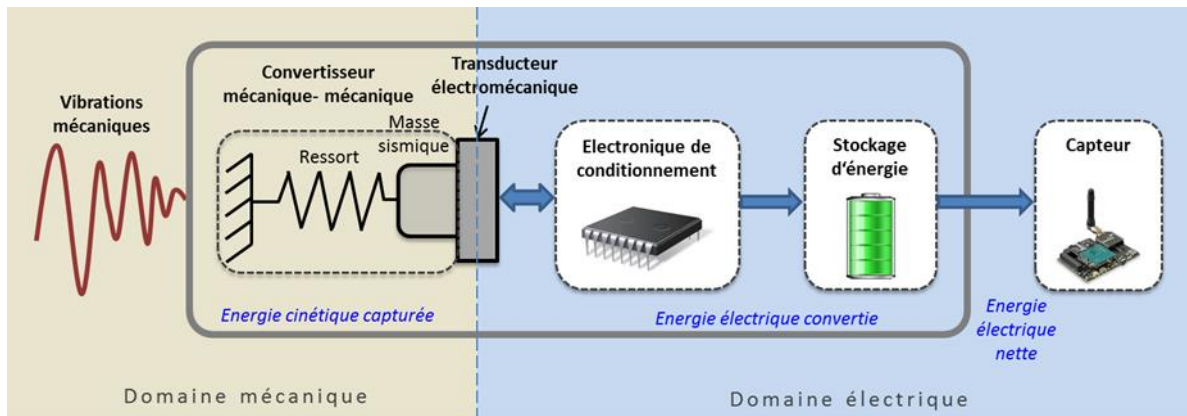 Vibrations
mécaniques
Convertisseur
mécanique- mécanique
Ressort
Masse
sismique
Transducteur
électromécanique
Electronique de
conditionnement
Stockage
d'énergie
Capteur
Energie cinétique capturée
Energie électrique convertie
Energie
électrique
nette
Domaine mécanique
Domaine électrique